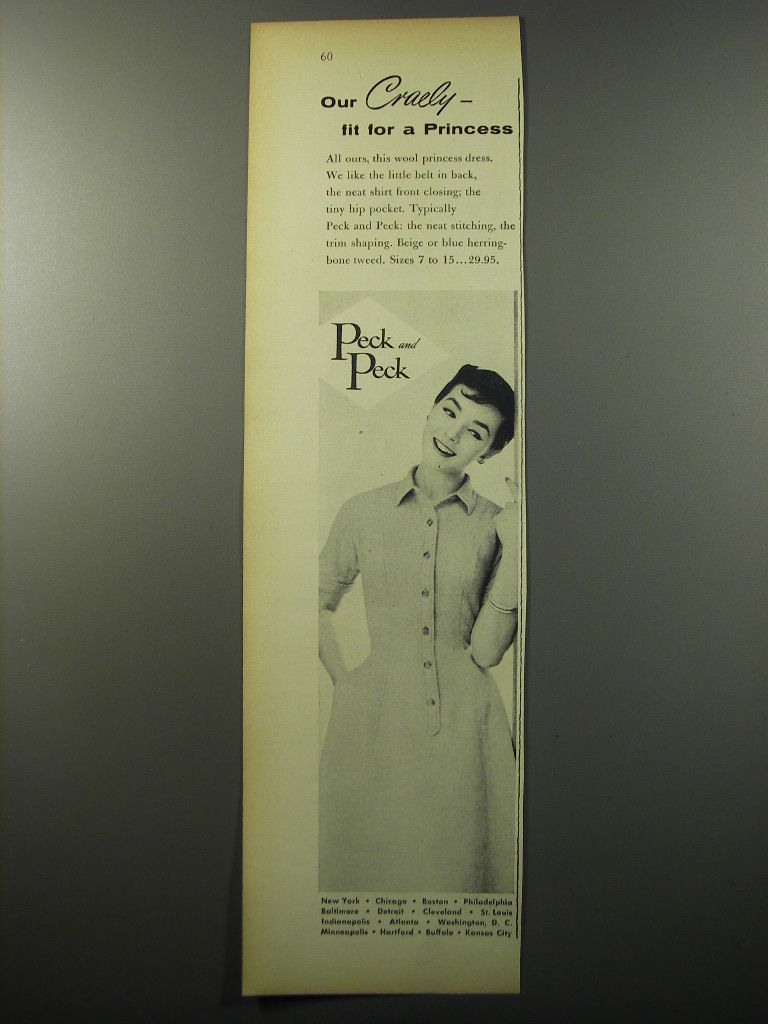 60
Our Craely –
fit for a Princess
All ours, this wool princess dress.
We like the little belt in back,
the neat shirt front closing; the
tiny hip pocket. Typically
Peck and Peck: the neat stitching, the
trim shaping. Beige or blue herring-
bone tweed. Sizes 7 to 15...29.95.
Peck and
Peck
New York • Chicago • Boston • Philadelphia
Baltimore • Detroit • Cleveland • St. Louis
Indianapolis • Atlanta • Washington, D. C.
Minneapolis • Hartford • Buffalo • Kansas City